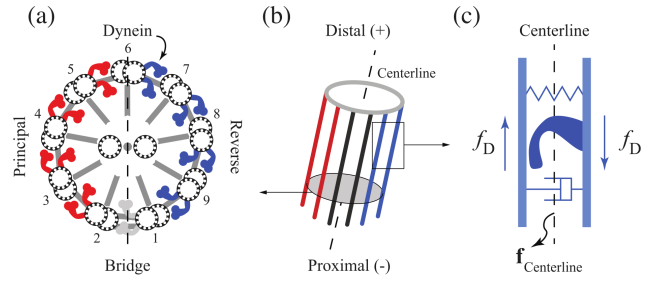 (a)
Dynein
6
5
7
4
8
3
9
2
1
Principal
Reverse
Bridge
(b)
Distal (+)
Centerline
Proximal (-)
(c)
Centerline
f_D
f_D
f_Centerline